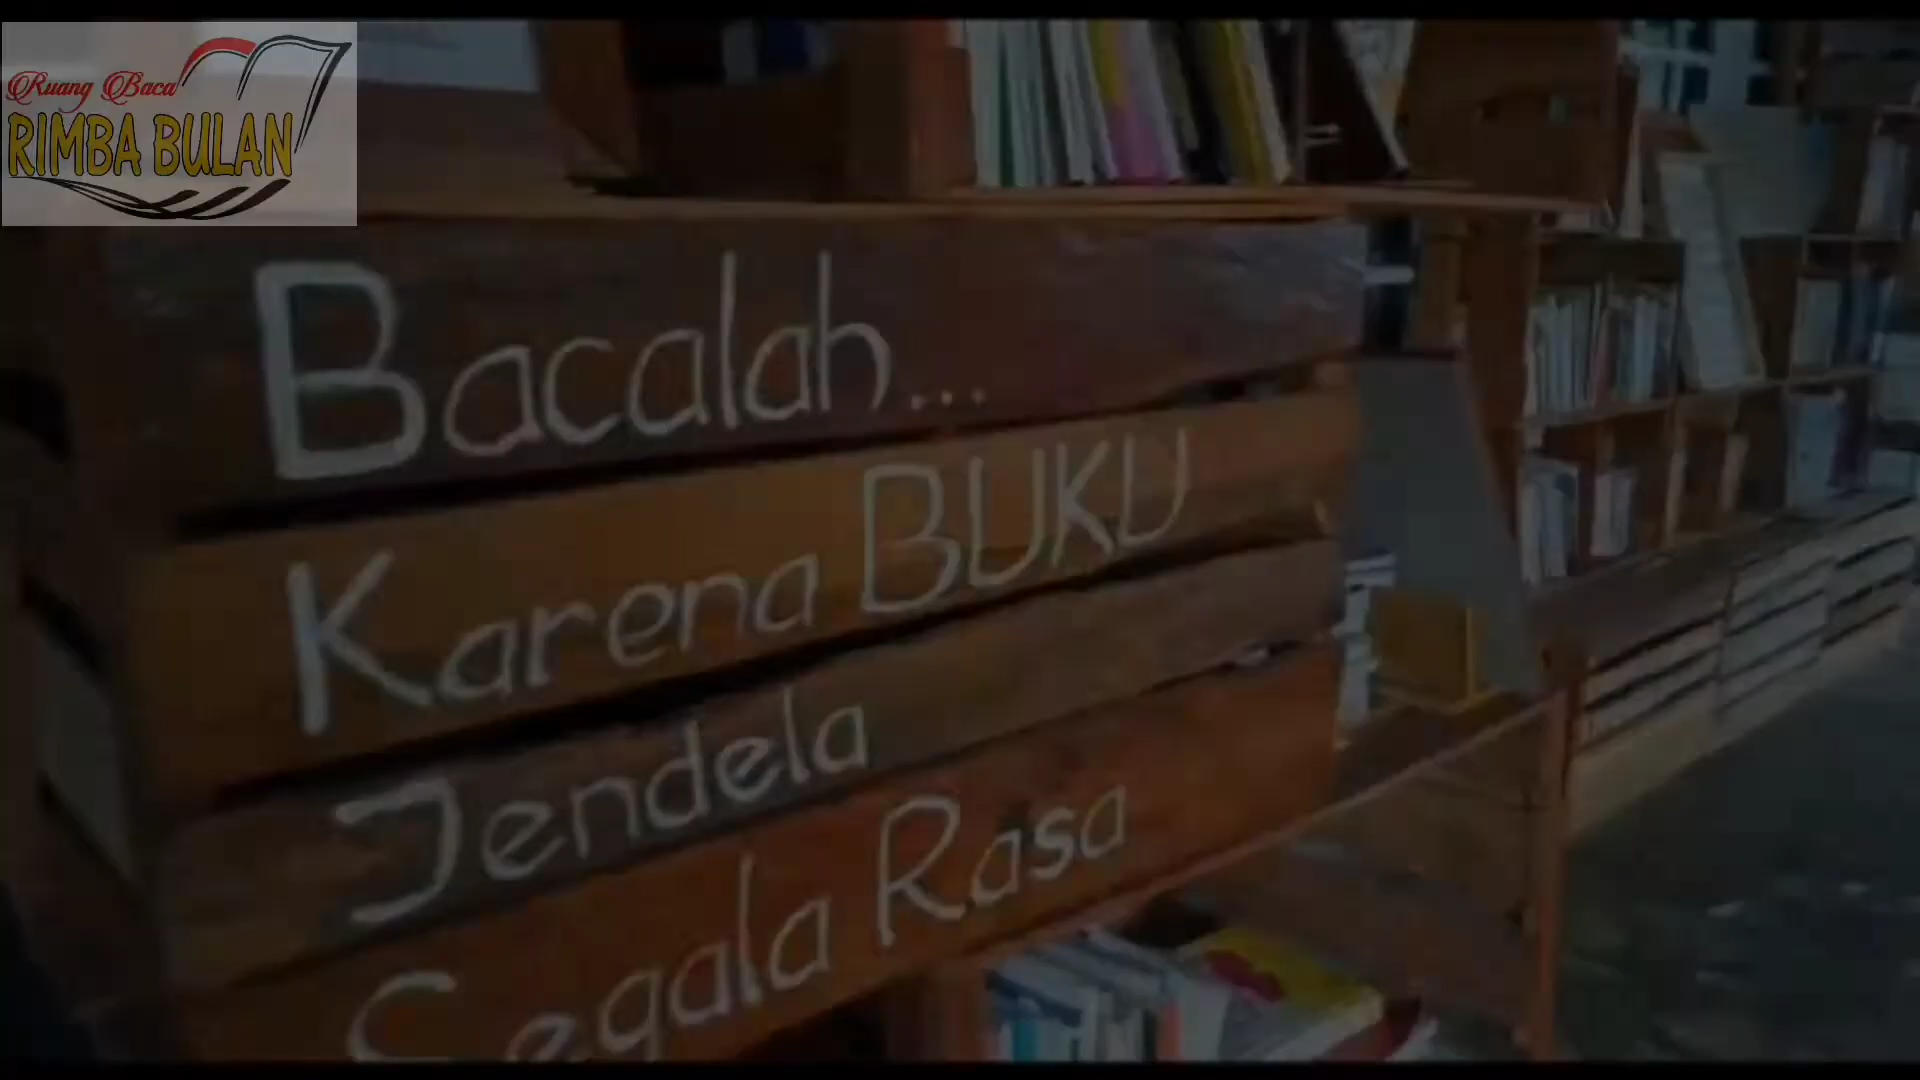 Ruang Baca
RIMBA BULAN
Bacalah...
Karena BUKU
Jendela
Segala Rasa